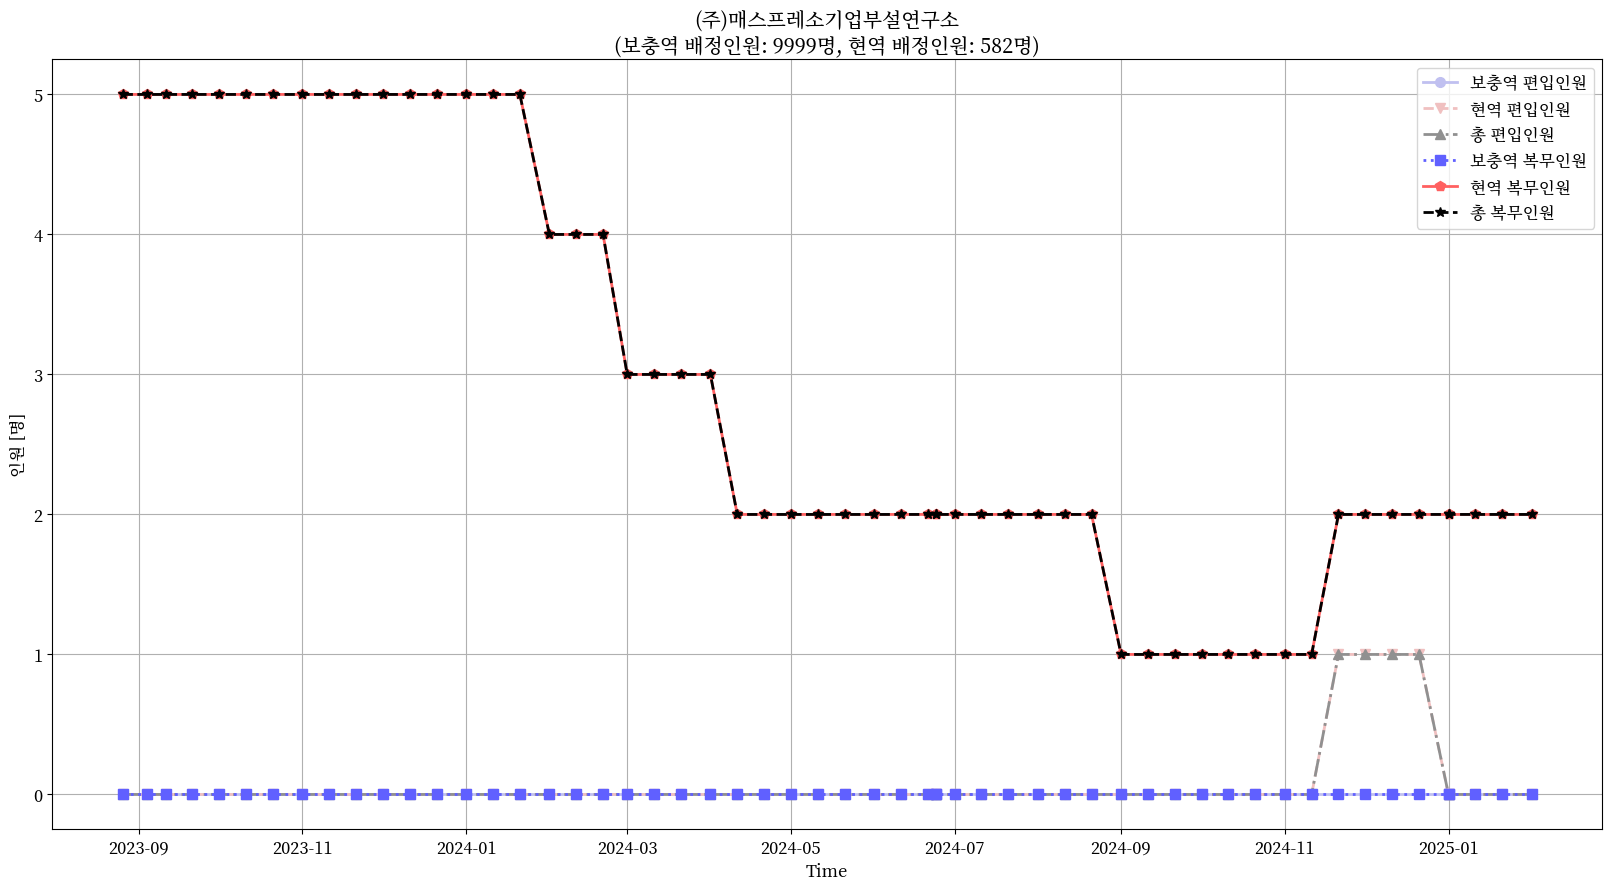 (주)매스프레소기업부설연구소
(보충역 배정인원: 9999명, 현역 배정인원: 582명)
보충역 편입인원
현역 편입인원
총 편입인원
보충역 복무인원
현역 복무인원
총 복무인원
인원 [명]
5
4
3
2
1
0
2023-09
2023-11
2024-01
2024-03
2024-05
2024-07
2024-09
2024-11
2025-01
Time